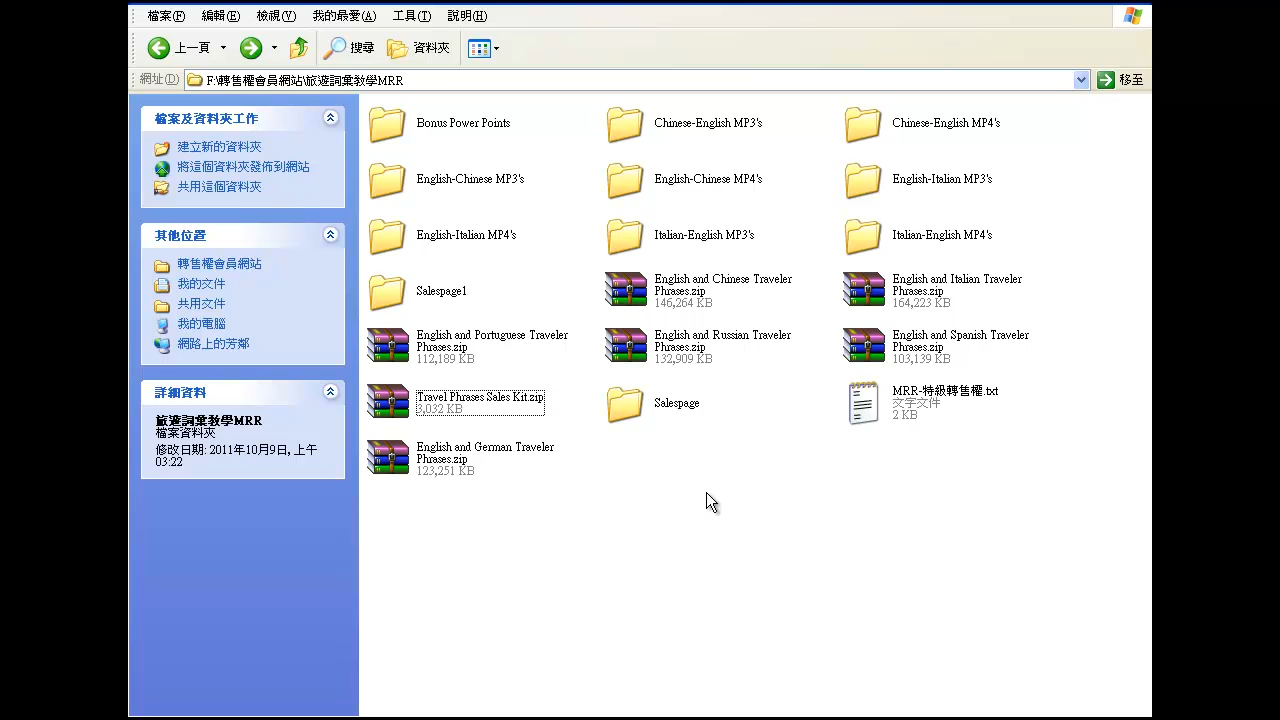 檔案(F) 編輯(E) 檢視(V) 我的最愛(A) 工具(T) 說明(H)
上一頁 搜尋 資料夾
網址(D) F:\轉售權會員網站\旅遊詞彙教學MRR 移至
檔案及資料夾工作
建立新的資料夾
將這個資料夾發佈到網站
共用這個資料夾
其他位置
轉售權會員網站
我的文件
共用文件
我的電腦
網路上的芳鄰
詳細資料
旅遊詞彙教學MRR
檔案資料夾
修改日期: 2011年10月9日, 上午
03:22
Bonus Power Points
Chinese-English MP3's
Chinese-English MP4's
English-Chinese MP3's
English-Chinese MP4's
English-Italian MP3's
English-Italian MP4's
Italian-English MP3's
Italian-English MP4's
Salespage1
English and Chinese Traveler
Phrases.zip
146,264 KB
English and Italian Traveler
Phrases.zip
164,223 KB
English and Portuguese Traveler
Phrases.zip
112,189 KB
English and Russian Traveler
Phrases.zip
132,909 KB
English and Spanish Traveler
Phrases.zip
103,139 KB
Travel Phrases Sales Kit.zip
3,032 KB
Salespage
MRR-特級轉售權.txt
文字文件
2 KB
English and German Traveler
Phrases.zip
123,251 KB